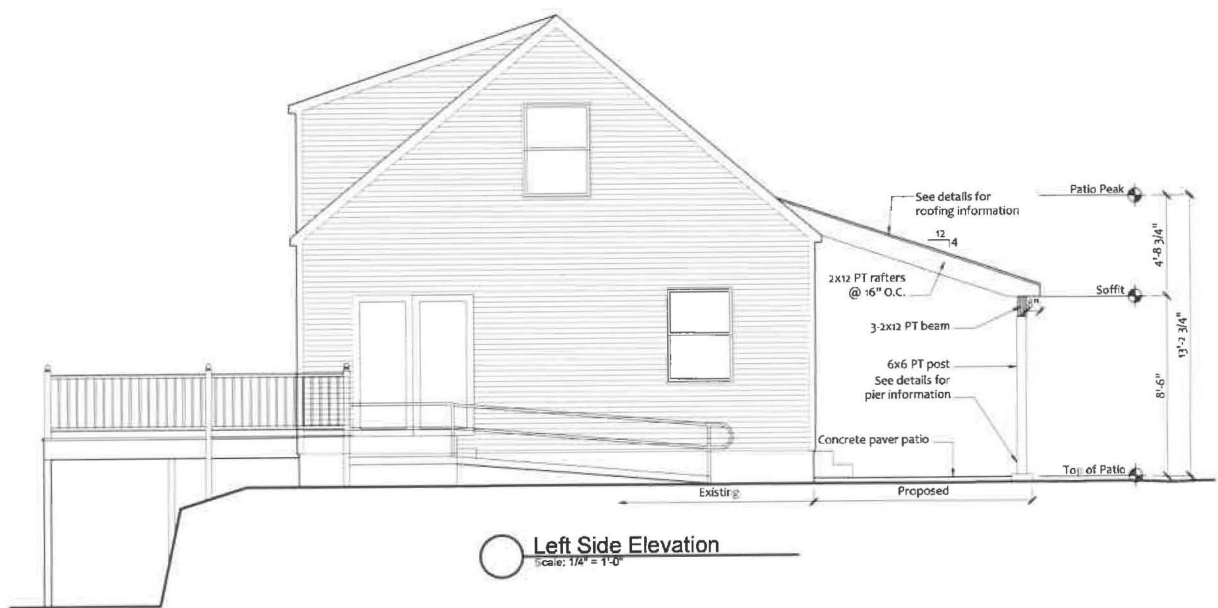 Patio Peak
See details for
roofing information
12
4
4'-8 3/4"
2x12 PT rafters
@ 16" O.C.
Soffit
8"
3-2x12 PT beam
13'-2 3/4"
6x6 PT post
See details for
pier information
8'-6"
Concrete paver patio
Top of Patio
Existing
Proposed
Left Side Elevation
Scale: 1/4" = 1'-0"